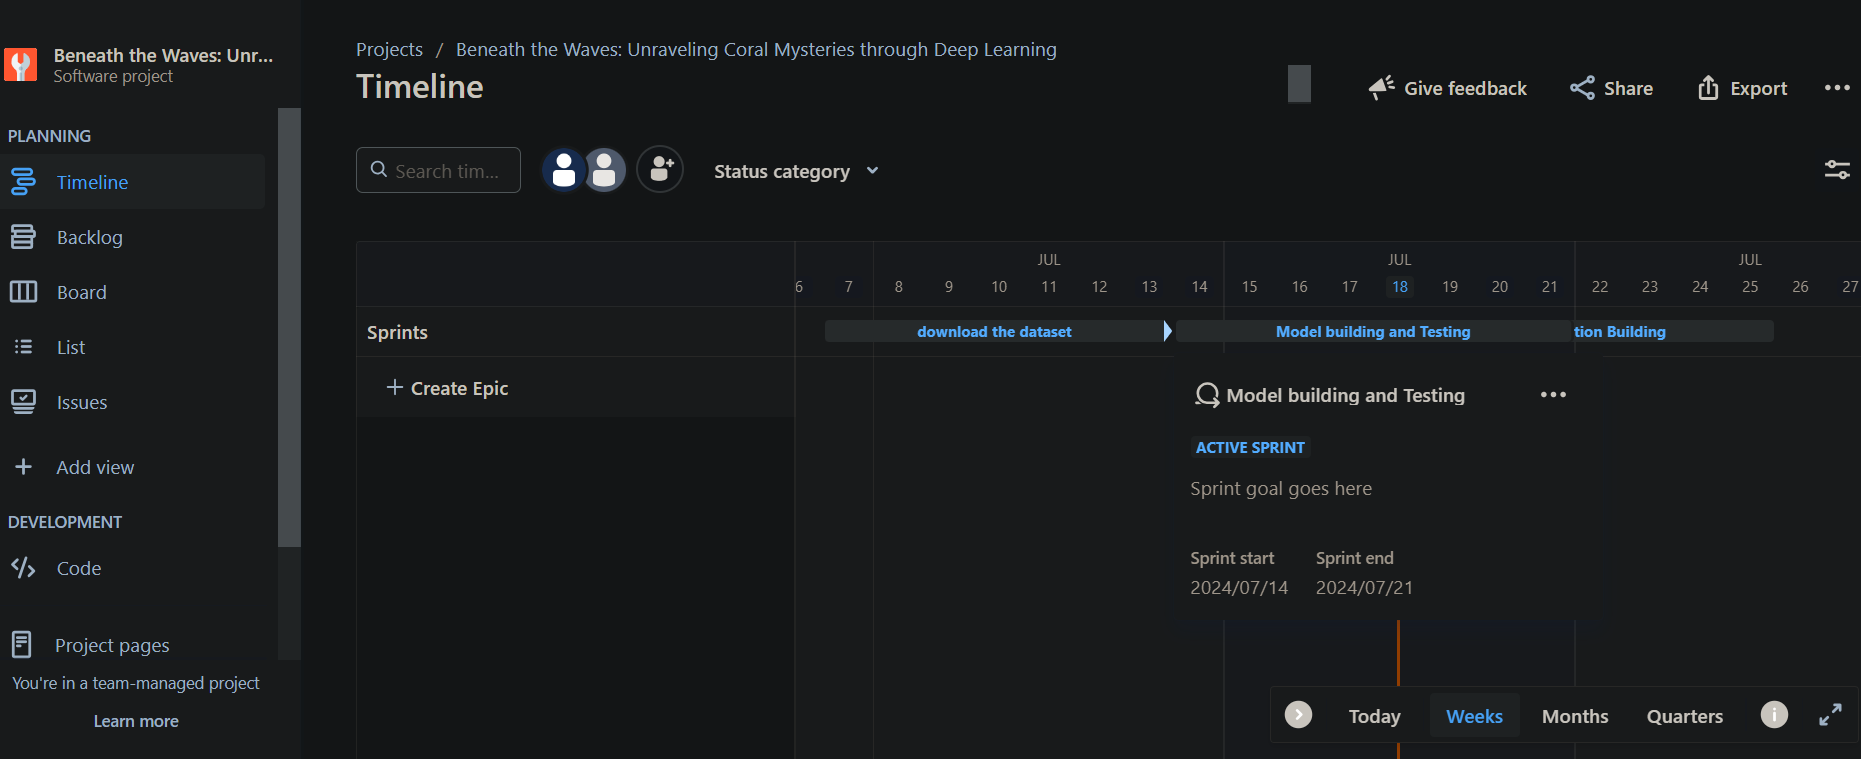 Beneath the Waves: Unr...
Software project
PLANNING
Timeline
Backlog
Board
List
Issues
Add view
DEVELOPMENT
Code
Project pages
You're in a team-managed project
Learn more
Projects / Beneath the Waves: Unraveling Coral Mysteries through Deep Learning
Timeline
Give feedback
Share
Export
Search tim...
Status category
JUL JUL JUL
6 7 8 9 10 11 12 13 14 15 16 17 18 19 20 21 22 23 24 25 26 27
Sprints
download the dataset
Model building and Testing
tion Building
Create Epic
Model building and Testing
ACTIVE SPRINT
Sprint goal goes here
Sprint start Sprint end
2024/07/14 2024/07/21
Today Weeks Months Quarters